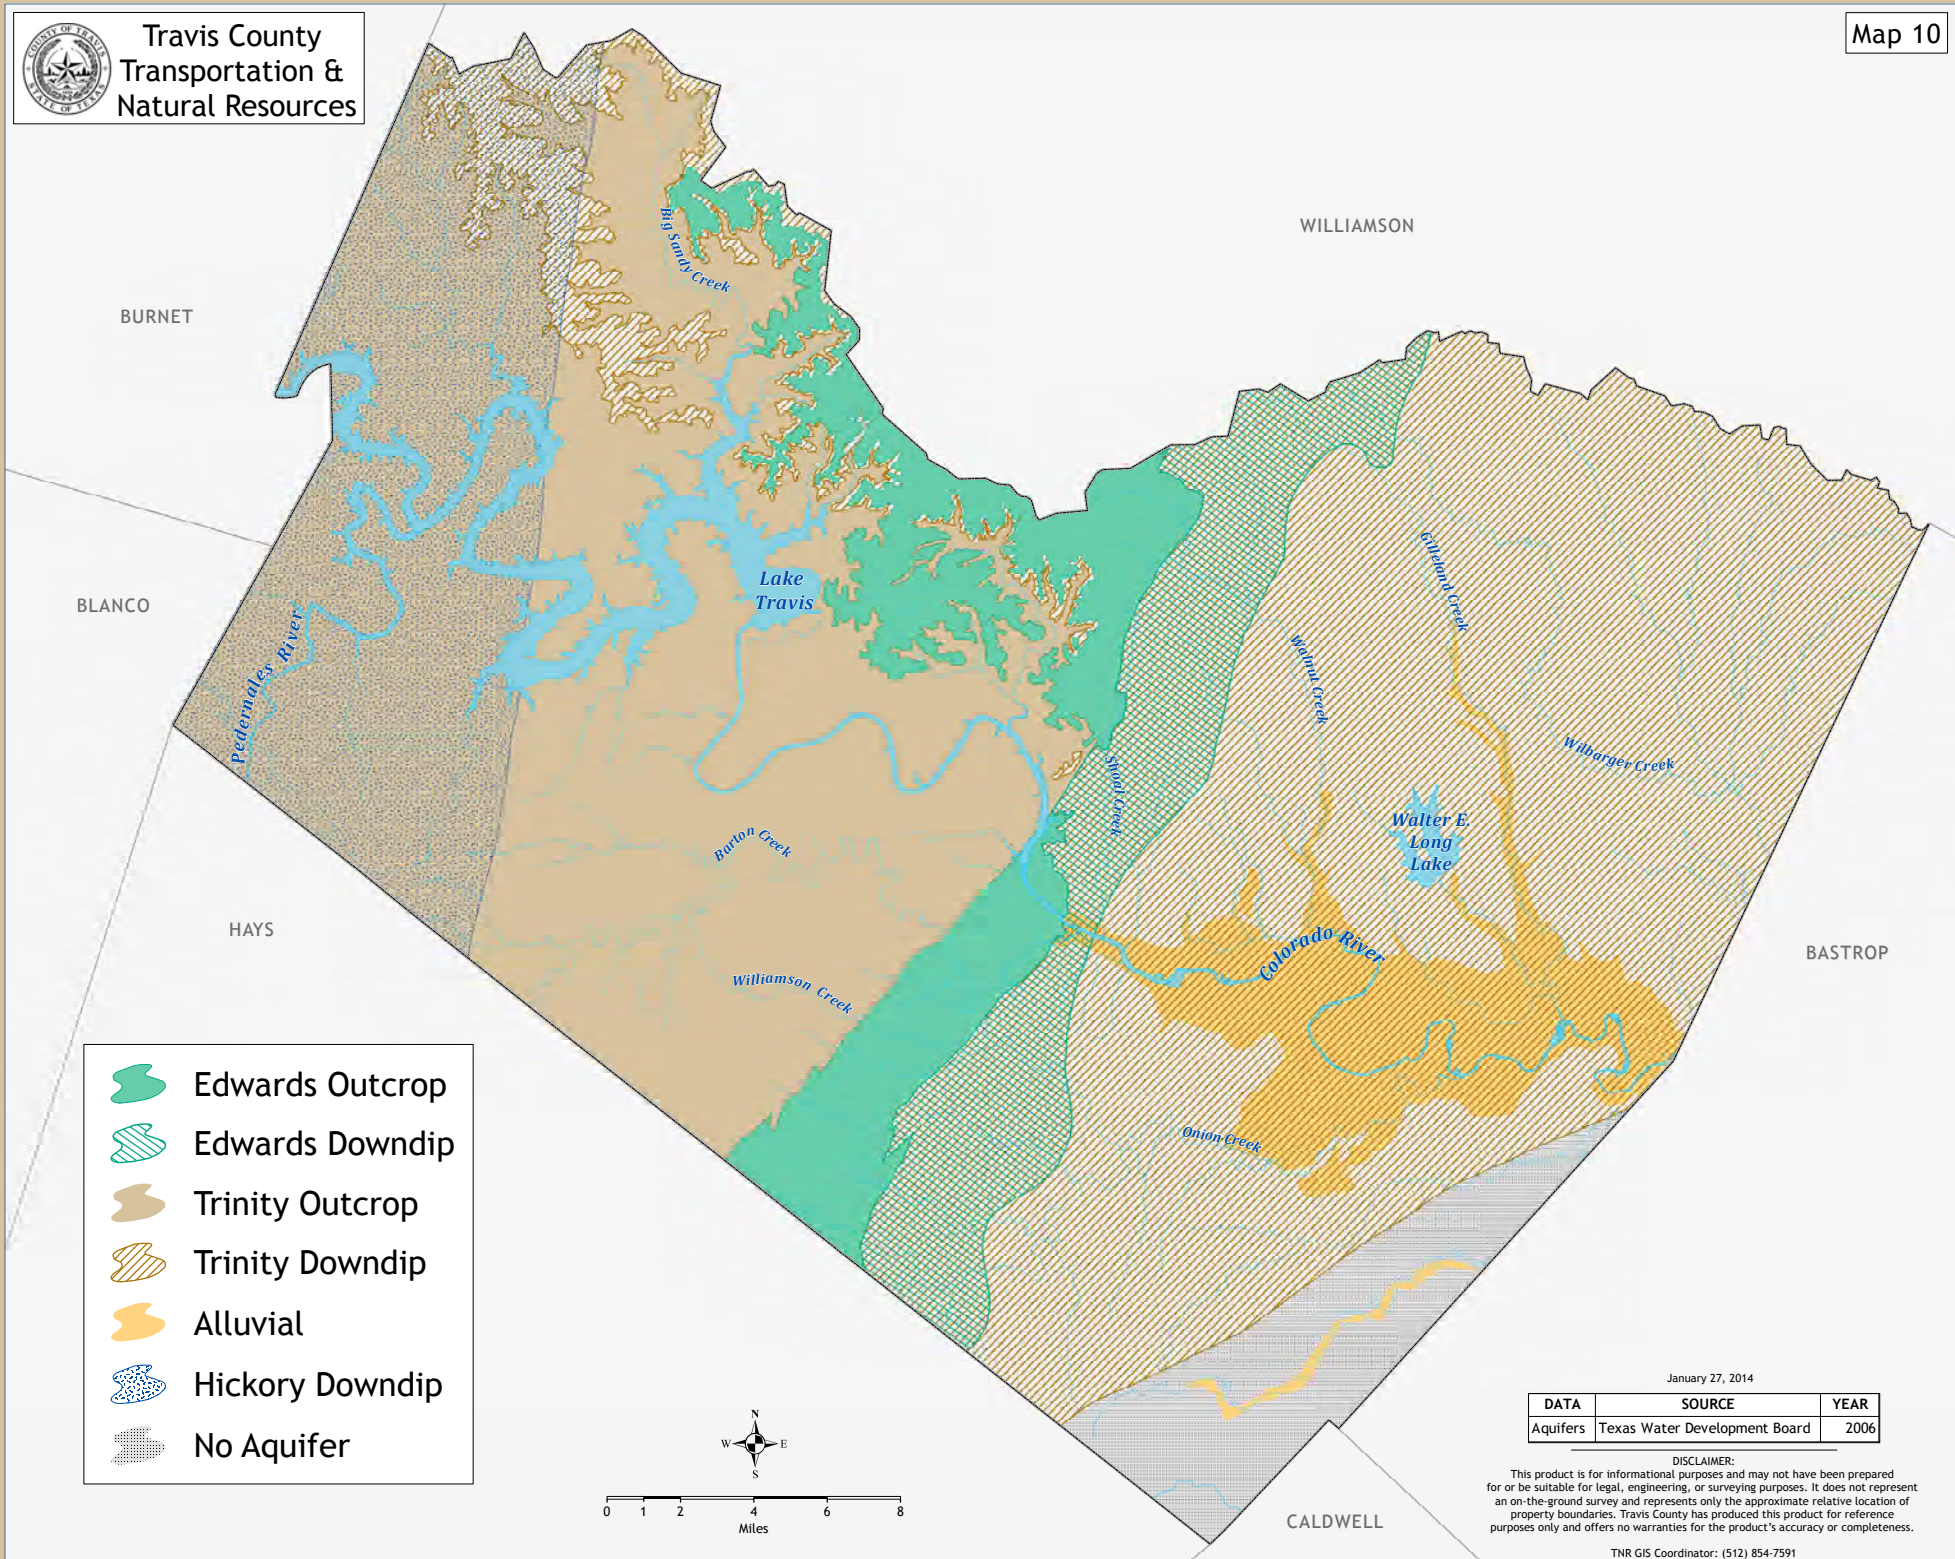 COUNTY OF TRAVIS
STATE OF TEXAS
Travis County
Transportation &
Natural Resources
Map 10
WILLIAMSON
BURNET
BLANCO
HAYS
BASTROP
CALDWELL
Big Sandy Creek
Lake
Travis
Pedernales River
Gilleland Creek
Walnut Creek
Wilbarger Creek
Shoal Creek
Walter E.
Long
Lake
Barton Creek
Colorado River
Williamson Creek
Onion Creek
Edwards Outcrop
Edwards Downdip
Trinity Outcrop
Trinity Downdip
Alluvial
Hickory Downdip
No Aquifer
N
W E
S
0 1 2 4 6 8
Miles
January 27, 2014
DATA SOURCE YEAR
Aquifers Texas Water Development Board 2006
DISCLAIMER:
This product is for informational purposes and may not have been prepared
for or be suitable for legal, engineering, or surveying purposes. It does not represent
an on-the-ground survey and represents only the approximate relative location of
property boundaries. Travis County has produced this product for reference
purposes only and offers no warranties for the product's accuracy or completeness.
TNR GIS Coordinator: (512) 854-7591